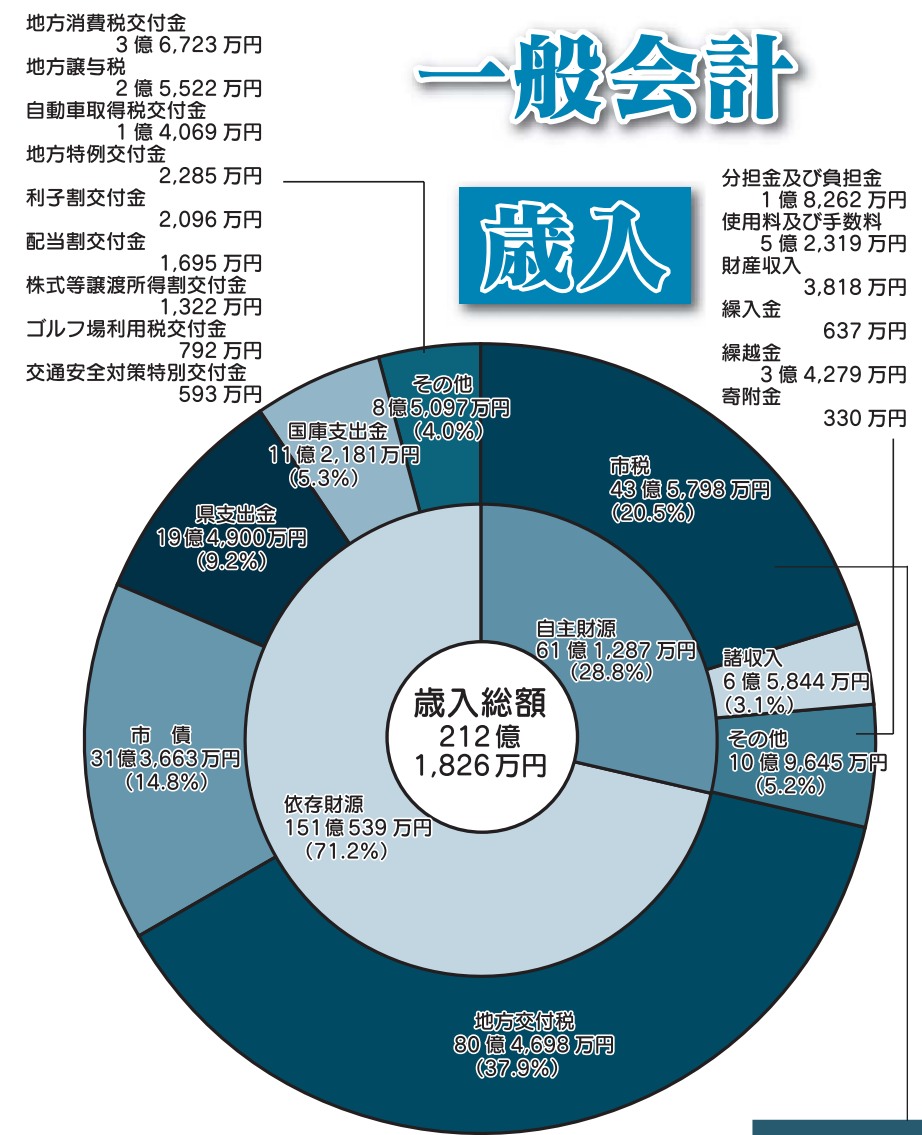 一般会計
歳入
地方消費税交付金
3億6,723万円
地方譲与税
2億5,522万円
自動車取得税交付金
1億4,069万円
地方特例交付金
2,285万円
利子割交付金
2,096万円
配当割交付金
1,695万円
株式等譲渡所得割交付金
1,322万円
ゴルフ場利用税交付金
792万円
交通安全対策特別交付金
593万円
分担金及び負担金
1億8,262万円
使用料及び手数料
5億2,319万円
財産収入
3,818万円
繰入金
637万円
繰越金
3億4,279万円
寄附金
330万円
その他
8億5,097万円
(4.0%)
国庫支出金
11億2,181万円
(5.3%)
県支出金
19億4,900万円
(9.2%)
市債
31億3,663万円
(14.8%)
地方交付税
80億4,698万円
(37.9%)
市税
43億5,798万円
(20.5%)
諸収入
6億5,844万円
(3.1%)
その他
10億9,645万円
(5.2%)
自主財源
61億1,287万円
(28.8%)
依存財源
151億539万円
(71.2%)
歳入総額
212億
1,826万円